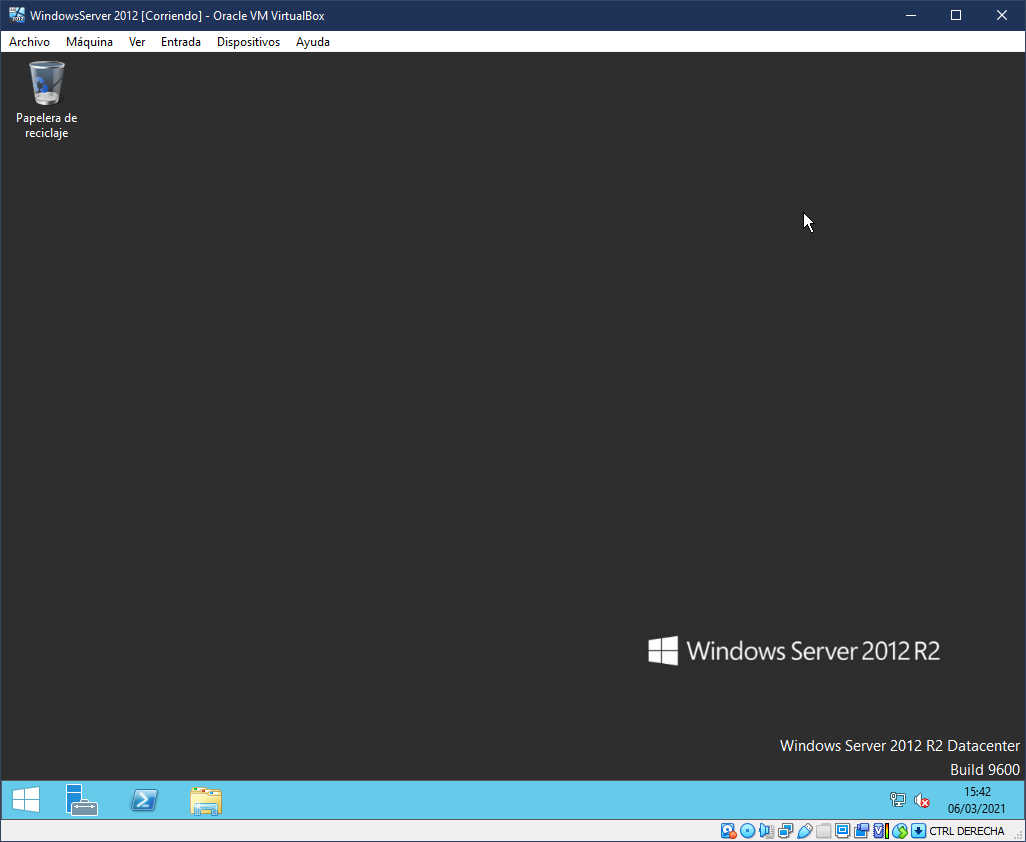 WindowsServer 2012 [Corriendo] - Oracle VM VirtualBox
Archivo Máquina Ver Entrada Dispositivos Ayuda
Papelera de
reciclaje
Windows Server 2012 R2
Windows Server 2012 R2 Datacenter
Build 9600
15:42
06/03/2021
CTRL DERECHA